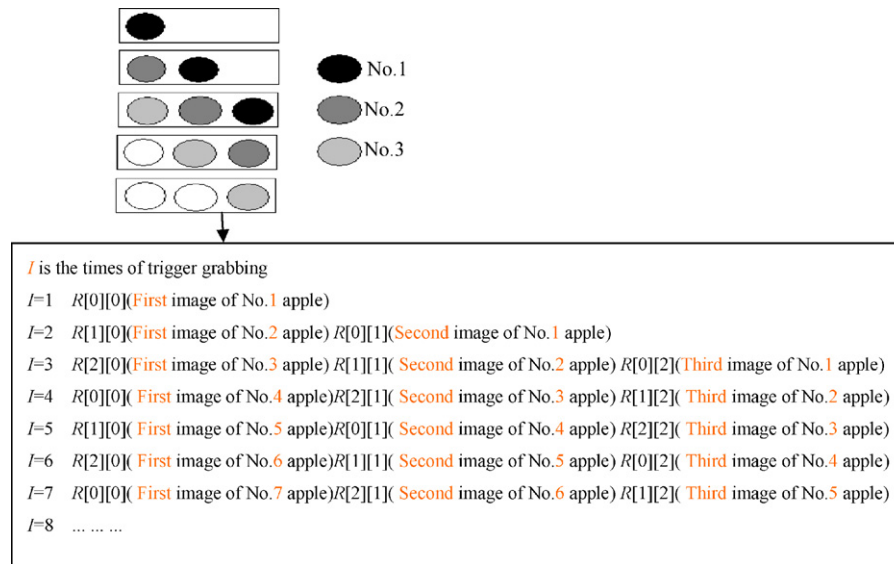 No.1
No.2
No.3
I is the times of trigger grabbing
I=1 R[0][0](First image of No.1 apple)
I=2 R[1][0](First image of No.2 apple) R[0][1](Second image of No.1 apple)
I=3 R[2][0](First image of No.3 apple) R[1][1]( Second image of No.2 apple) R[0][2](Third image of No.1 apple)
I=4 R[0][0]( First image of No.4 apple)R[2][1]( Second image of No.3 apple) R[1][2]( Third image of No.2 apple)
I=5 R[1][0]( First image of No.5 apple)R[0][1]( Second image of No.4 apple) R[2][2]( Third image of No.3 apple)
I=6 R[2][0]( First image of No.6 apple)R[1][1]( Second image of No.5 apple) R[0][2]( Third image of No.4 apple)
I=7 R[0][0]( First image of No.7 apple)R[2][1]( Second image of No.6 apple) R[1][2]( Third image of No.5 apple)
I=8 ... ... ...